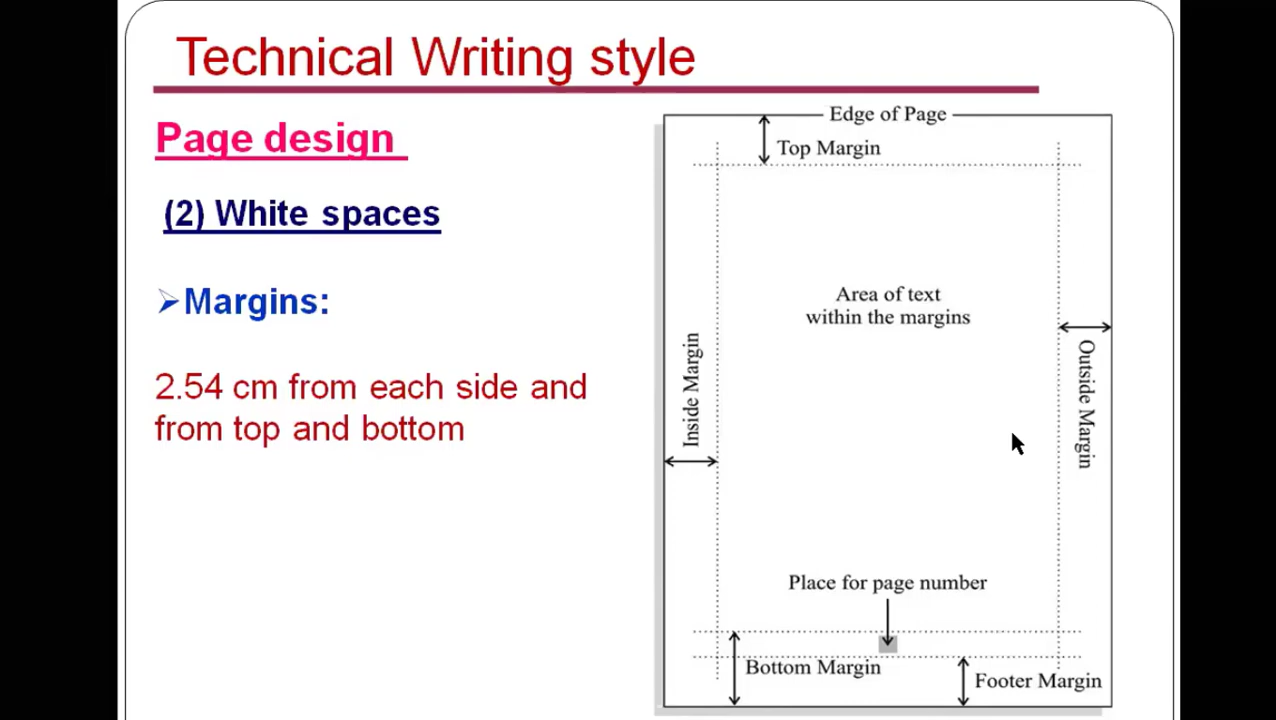 Technical Writing style
Page design
(2) White spaces
Margins:
2.54 cm from each side and
from top and bottom
Edge of Page
Top Margin
Area of text
within the margins
Inside Margin
Outside Margin
Place for page number
Bottom Margin
Footer Margin